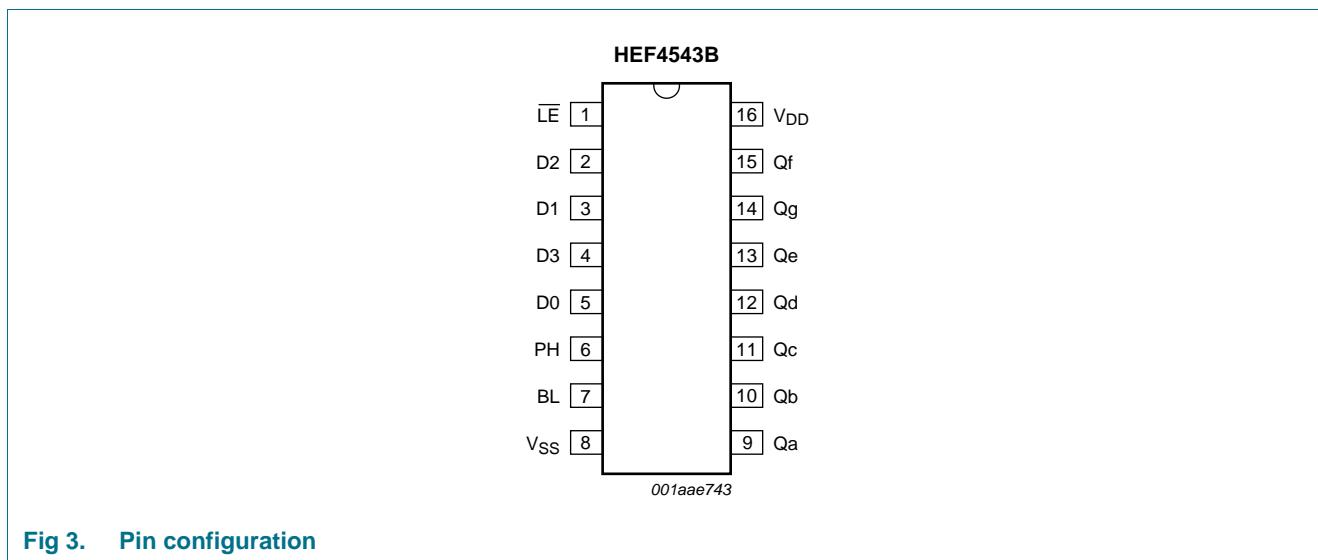 HEF4543B
L̅E̅ 1 16 VDD
D2 2 15 Qf
D1 3 14 Qg
D3 4 13 Qe
D0 5 12 Qd
PH 6 11 Qc
BL 7 10 Qb
VSS 8 9 Qa
001aae743
Fig 3. Pin configuration